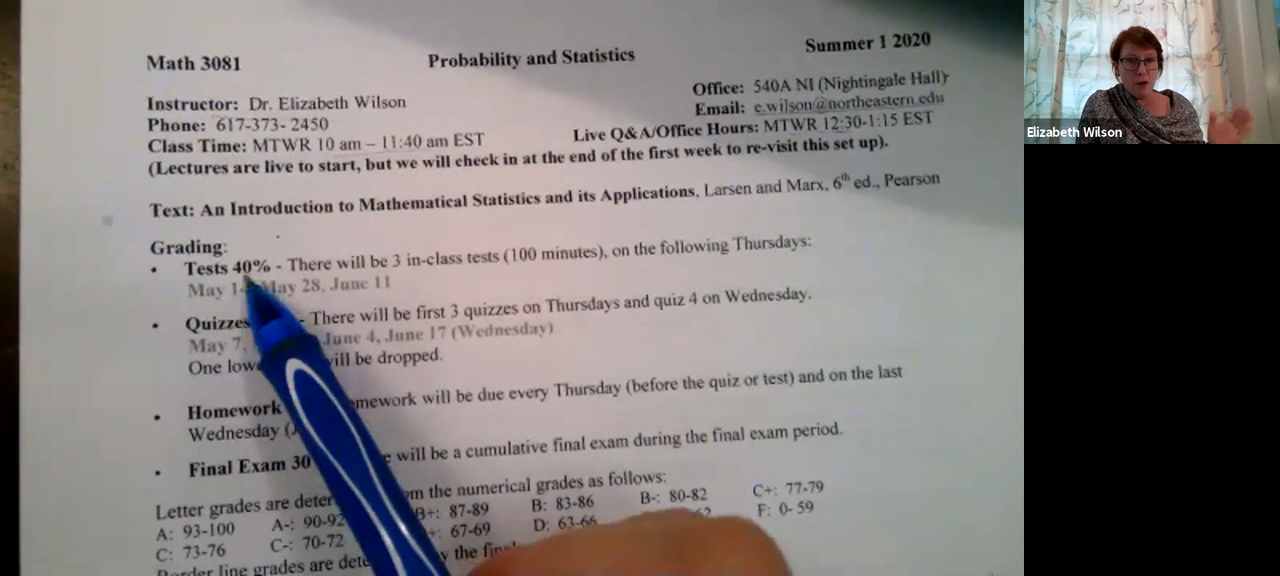 Math 3081 Probability and Statistics Summer 1 2020
Instructor: Dr. Elizabeth Wilson Office: 540A NI (Nightingale Hall)
Phone: 617-373- 2450 Email: e.wilson@northeastern.edu
Class Time: MTWR 10 am – 11:40 am EST Live Q&A/Office Hours: MTWR 12:30-1:15 EST
(Lectures are live to start, but we will check in at the end of the first week to re-visit this set up).
Text: An Introduction to Mathematical Statistics and its Applications, Larsen and Marx, 6th ed., Pearson
Grading:
• Tests 40% - There will be 3 in-class tests (100 minutes), on the following Thursdays:
May May 28, June 11
• Quizzes - There will be first 3 quizzes on Thursdays and quiz 4 on Wednesday.
May 7, June 4, June 17 (Wednesday)
One will be dropped.
• Homework will be due every Thursday (before the quiz or test) and on the last
Wednesday
• Final Exam 30 will be a cumulative final exam during the final exam period.
Letter grades are from the numerical grades as follows:
A: 93-100 A-: 90-92 B+: 87-89 B: 83-86 B-: 80-82 C+: 77-79
C: 73-76 C-: 70-72 67-69 D: 63-66 F: 0- 59
Border line grades are the
Elizabeth Wilson